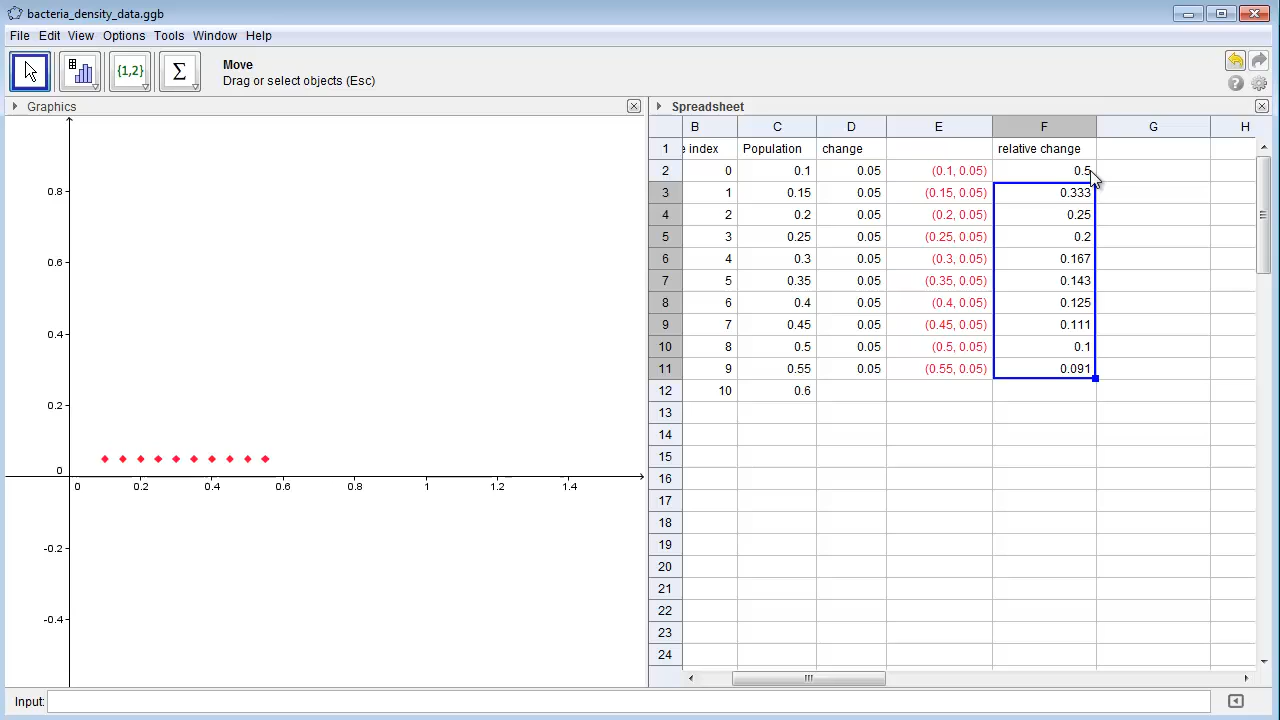 bacteria_density_data.ggb
File Edit View Options Tools Window Help
{1,2} Σ Move
Drag or select objects (Esc)
Graphics
0.8
0.6
0.4
0.2
0
0 0.2 0.4 0.6 0.8 1 1.2 1.4
-0.2
-0.4
Spreadsheet
B C D E F G H
1 index Population change relative change
2 0 0.1 0.05 (0.1, 0.05) 0.5
3 1 0.15 0.05 (0.15, 0.05) 0.333
4 2 0.2 0.05 (0.2, 0.05) 0.25
5 3 0.25 0.05 (0.25, 0.05) 0.2
6 4 0.3 0.05 (0.3, 0.05) 0.167
7 5 0.35 0.05 (0.35, 0.05) 0.143
8 6 0.4 0.05 (0.4, 0.05) 0.125
9 7 0.45 0.05 (0.45, 0.05) 0.111
10 8 0.5 0.05 (0.5, 0.05) 0.1
11 9 0.55 0.05 (0.55, 0.05) 0.091
12 10 0.6
13
14
15
16
17
18
19
20
21
22
23
24
Input: